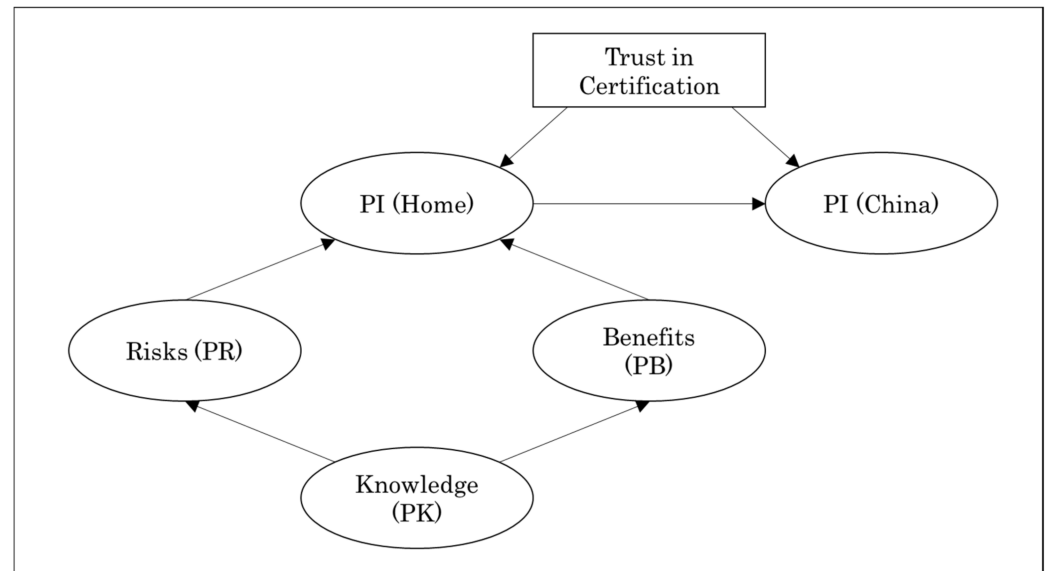 Trust in
Certification
PI (Home)
PI (China)
Risks (PR)
Benefits
(PB)
Knowledge
(PK)